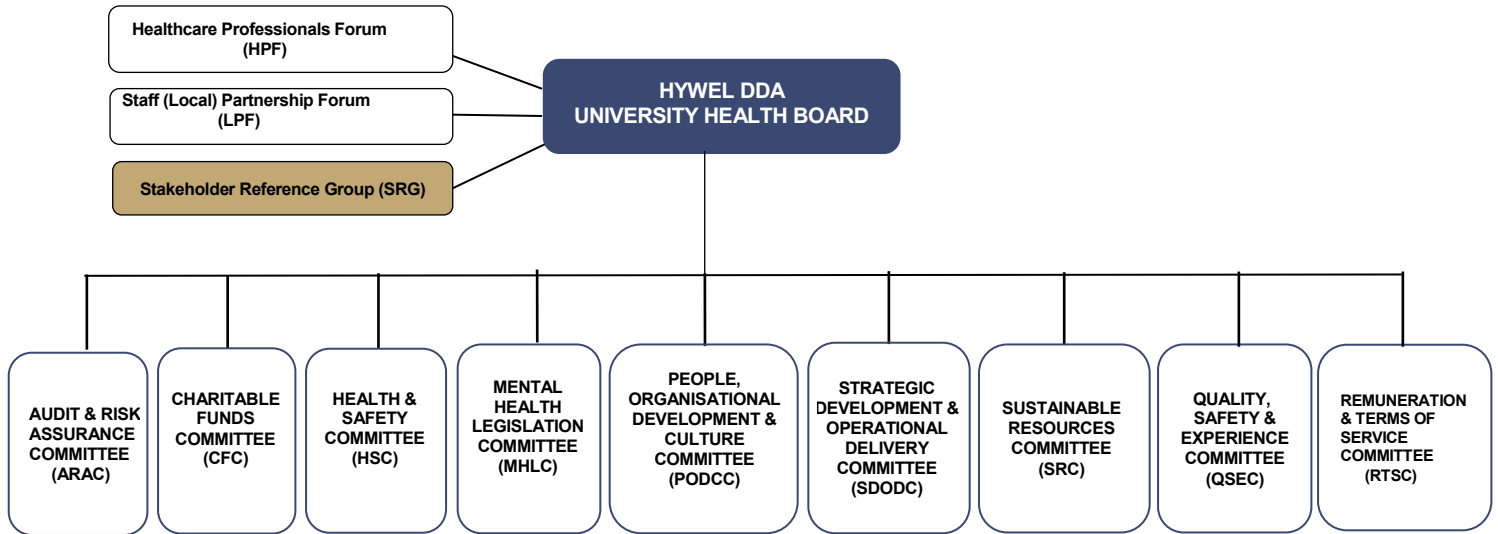 Healthcare Professionals Forum
(HPF)
Staff (Local) Partnership Forum
(LPF)
Stakeholder Reference Group (SRG)
HYWEL DDA
UNIVERSITY HEALTH BOARD
AUDIT & RISK
ASSURANCE
COMMITTEE
(ARAC)
CHARITABLE
FUNDS
COMMITTEE
(CFC)
HEALTH &
SAFETY
COMMITTEE
(HSC)
MENTAL
HEALTH
LEGISLATION
COMMITTEE
(MHLC)
PEOPLE,
ORGANISATIONAL
DEVELOPMENT &
CULTURE
COMMITTEE
(PODCC)
STRATEGIC
DEVELOPMENT &
OPERATIONAL
DELIVERY
COMMITTEE
(SDODC)
SUSTAINABLE
RESOURCES
COMMITTEE
(SRC)
QUALITY,
SAFETY &
EXPERIENCE
COMMITTEE
(QSEC)
REMUNERATION
& TERMS OF
SERVICE
COMMITTEE
(RTSC)